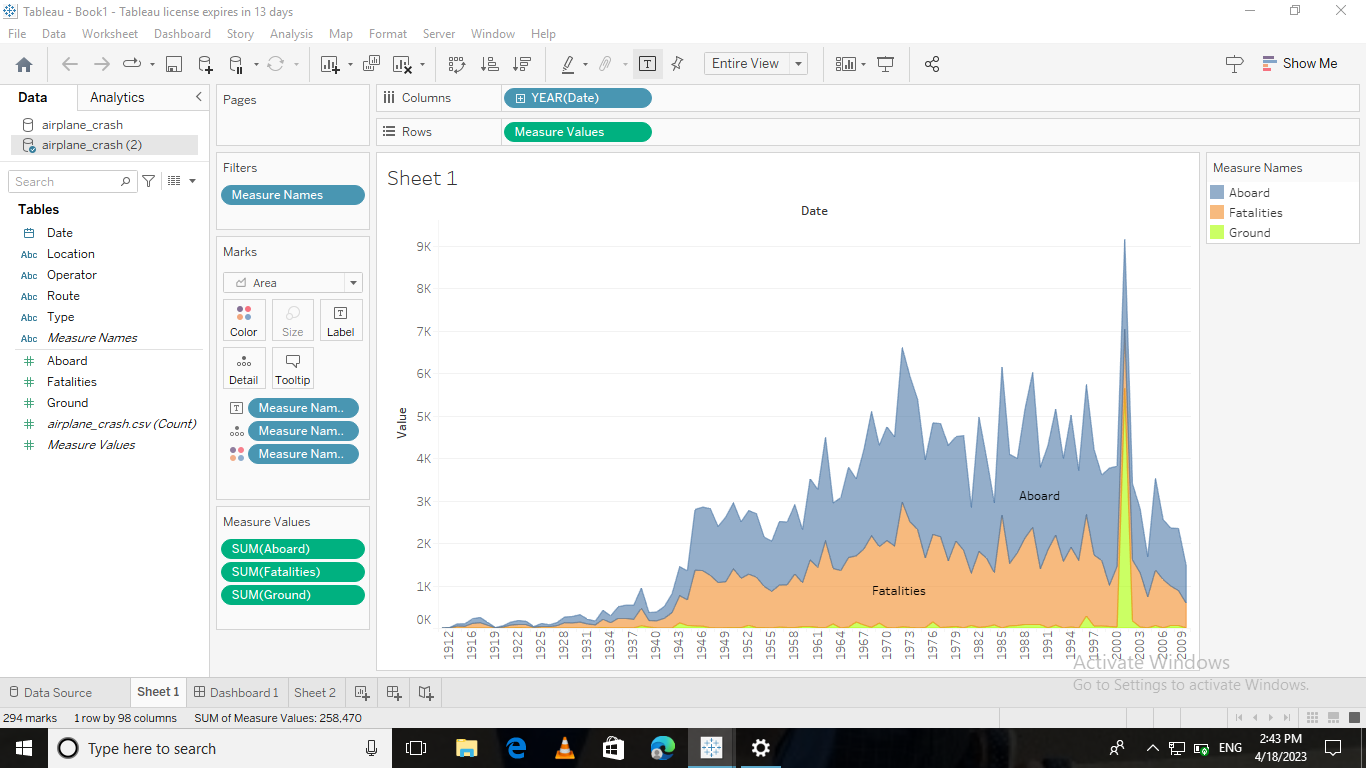 Tableau - Book1 - Tableau license expires in 13 days
File Data Worksheet Dashboard Story Analysis Map Format Server Window Help
Entire View
Show Me
Data Analytics
airplane_crash
airplane_crash (2)
Search
Tables
Date
Abc Location
Abc Operator
Abc Route
Abc Type
Abc Measure Names
# Aboard
# Fatalities
# Ground
# airplane_crash.csv (Count)
# Measure Values
Pages
Filters
Measure Names
Marks
Area
Color Size Label
Detail Tooltip
Measure Nam..
Measure Nam..
Measure Nam..
Measure Values
SUM(Aboard)
SUM(Fatalities)
SUM(Ground)
Columns YEAR(Date)
Rows Measure Values
Sheet 1
Date
Value
9K
8K
7K
6K
5K
4K
3K
2K
1K
0K
Aboard
Fatalities
1912 1916 1919 1922 1925 1928 1931 1934 1937 1940 1943 1946 1949 1952 1955 1958 1961 1964 1967 1970 1973 1976 1979 1982 1985 1988 1991 1994 1997 2000 2003 2006 2009
Measure Names
Aboard
Fatalities
Ground
Activate Windows
Go to Settings to activate Windows.
Data Source Sheet 1 Dashboard 1 Sheet 2
294 marks 1 row by 98 columns SUM of Measure Values: 258,470
Type here to search
ENG
2:43 PM
4/18/2023